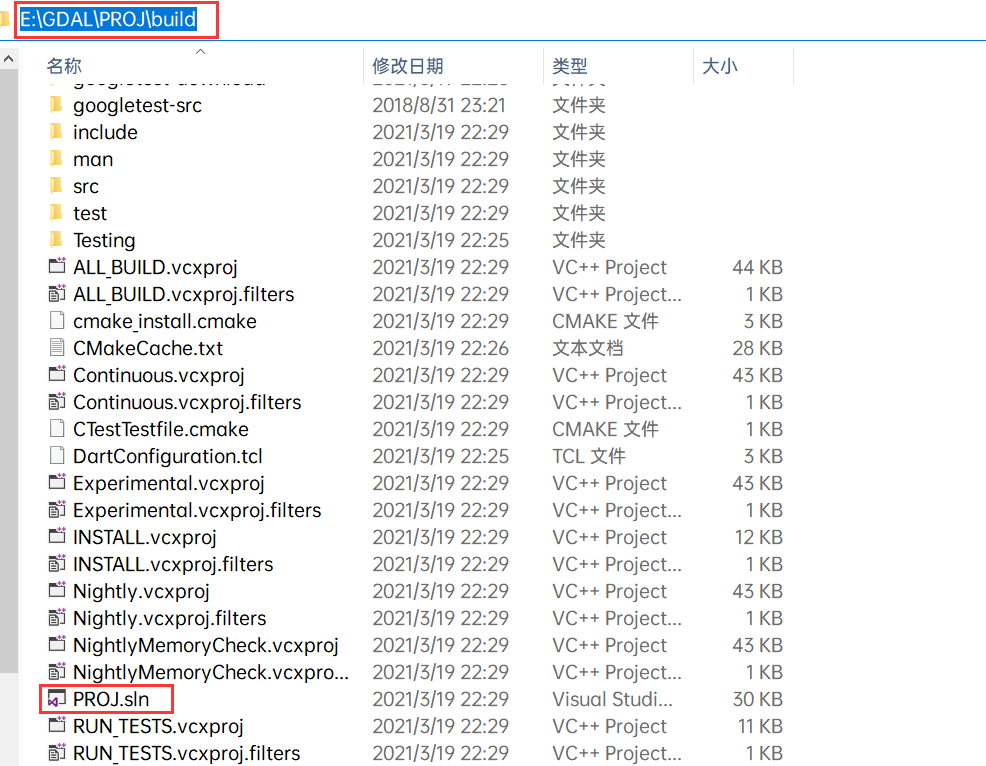 E:\GDAL\PROJ\build
名称 修改日期 类型 大小
googletest-src 2018/8/31 23:21 文件夹
include 2021/3/19 22:29 文件夹
man 2021/3/19 22:29 文件夹
src 2021/3/19 22:29 文件夹
test 2021/3/19 22:29 文件夹
Testing 2021/3/19 22:25 文件夹
ALL_BUILD.vcxproj 2021/3/19 22:29 VC++ Project 44 KB
ALL_BUILD.vcxproj.filters 2021/3/19 22:29 VC++ Project... 1 KB
cmake_install.cmake 2021/3/19 22:29 CMAKE 文件 3 KB
CMakeCache.txt 2021/3/19 22:26 文本文档 28 KB
Continuous.vcxproj 2021/3/19 22:29 VC++ Project 43 KB
Continuous.vcxproj.filters 2021/3/19 22:29 VC++ Project... 1 KB
CTestTestfile.cmake 2021/3/19 22:29 CMAKE 文件 1 KB
DartConfiguration.tcl 2021/3/19 22:25 TCL 文件 3 KB
Experimental.vcxproj 2021/3/19 22:29 VC++ Project 43 KB
Experimental.vcxproj.filters 2021/3/19 22:29 VC++ Project... 1 KB
INSTALL.vcxproj 2021/3/19 22:29 VC++ Project 12 KB
INSTALL.vcxproj.filters 2021/3/19 22:29 VC++ Project... 1 KB
Nightly.vcxproj 2021/3/19 22:29 VC++ Project 43 KB
Nightly.vcxproj.filters 2021/3/19 22:29 VC++ Project... 1 KB
NightlyMemoryCheck.vcxproj 2021/3/19 22:29 VC++ Project 43 KB
NightlyMemoryCheck.vcxpro... 2021/3/19 22:29 VC++ Project... 1 KB
PROJ.sln 2021/3/19 22:29 Visual Studi... 30 KB
RUN_TESTS.vcxproj 2021/3/19 22:29 VC++ Project 11 KB
RUN_TESTS.vcxproj.filters 2021/3/19 22:29 VC++ Project... 1 KB